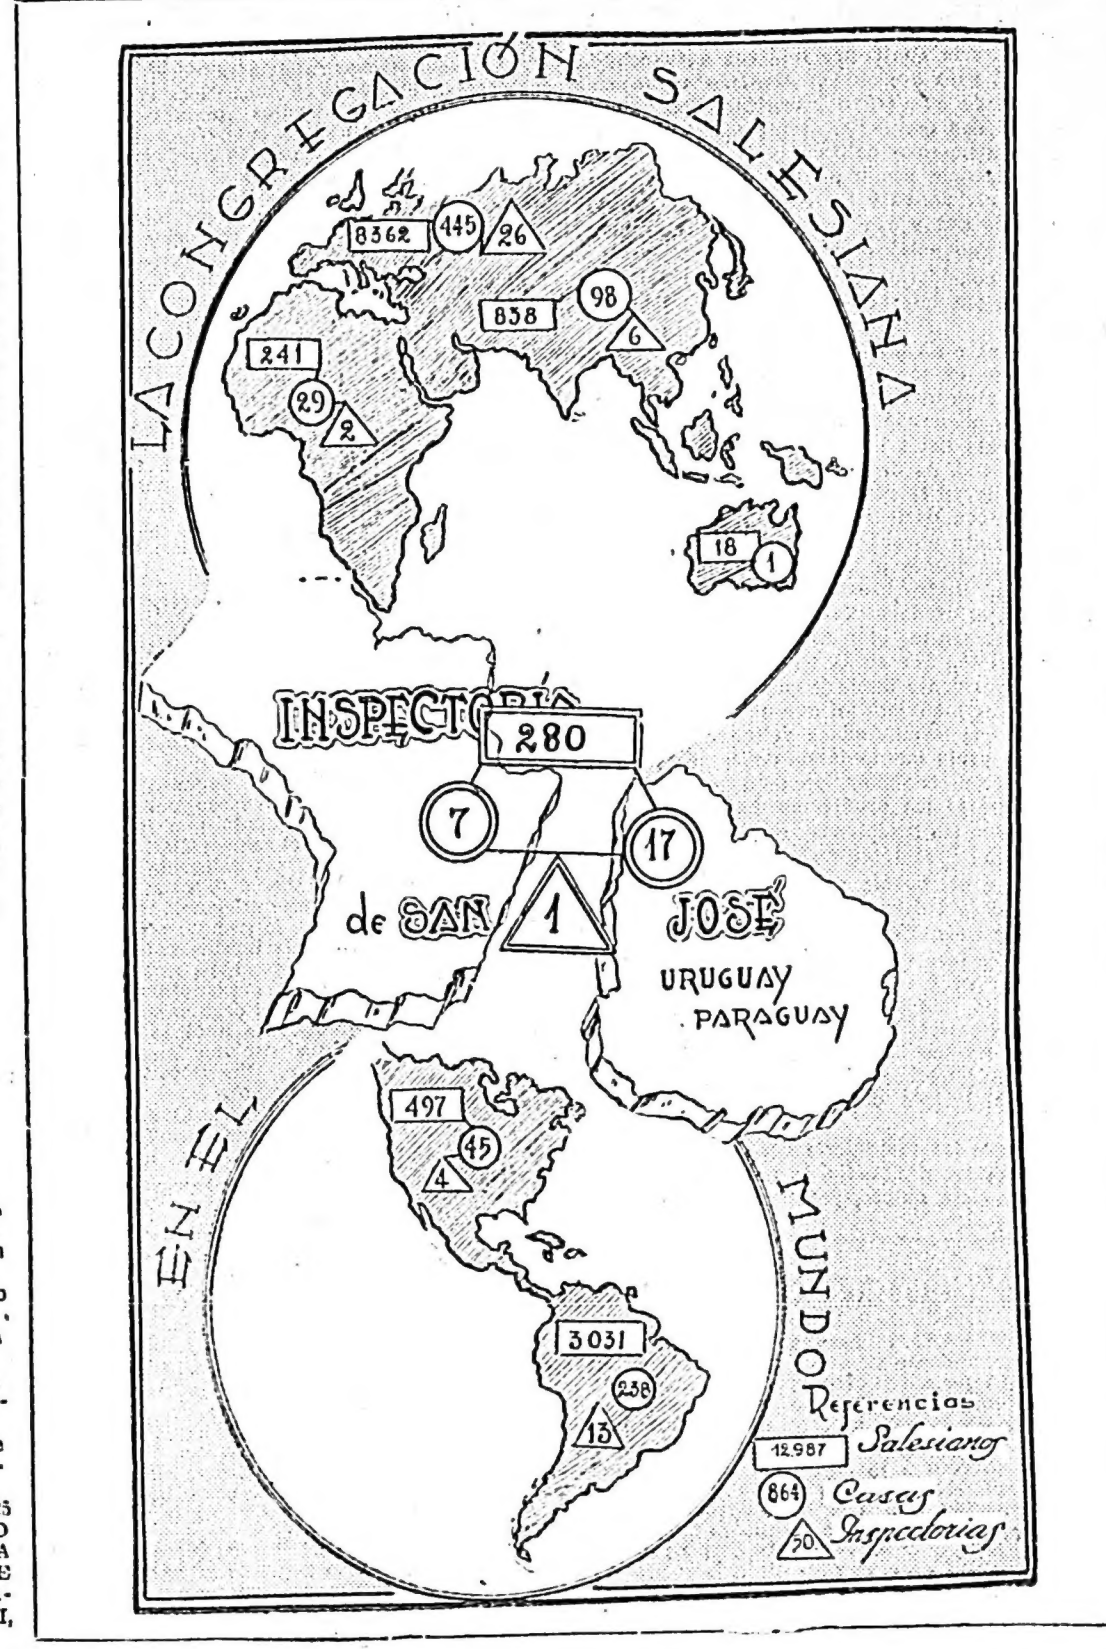 LA CONGREGACIÓN SALESIANA
8362
445
26
838
98
6
241
29
2
18
1
INSPECTORÍA
280
7
17
de SAN
1
JOSÉ
URUGUAY
PARAGUAY
EN EL
MUNDO
497
45
4
3031
238
13
Referencias
12.987 Salesianos
864 Casas
50. Inspectorias